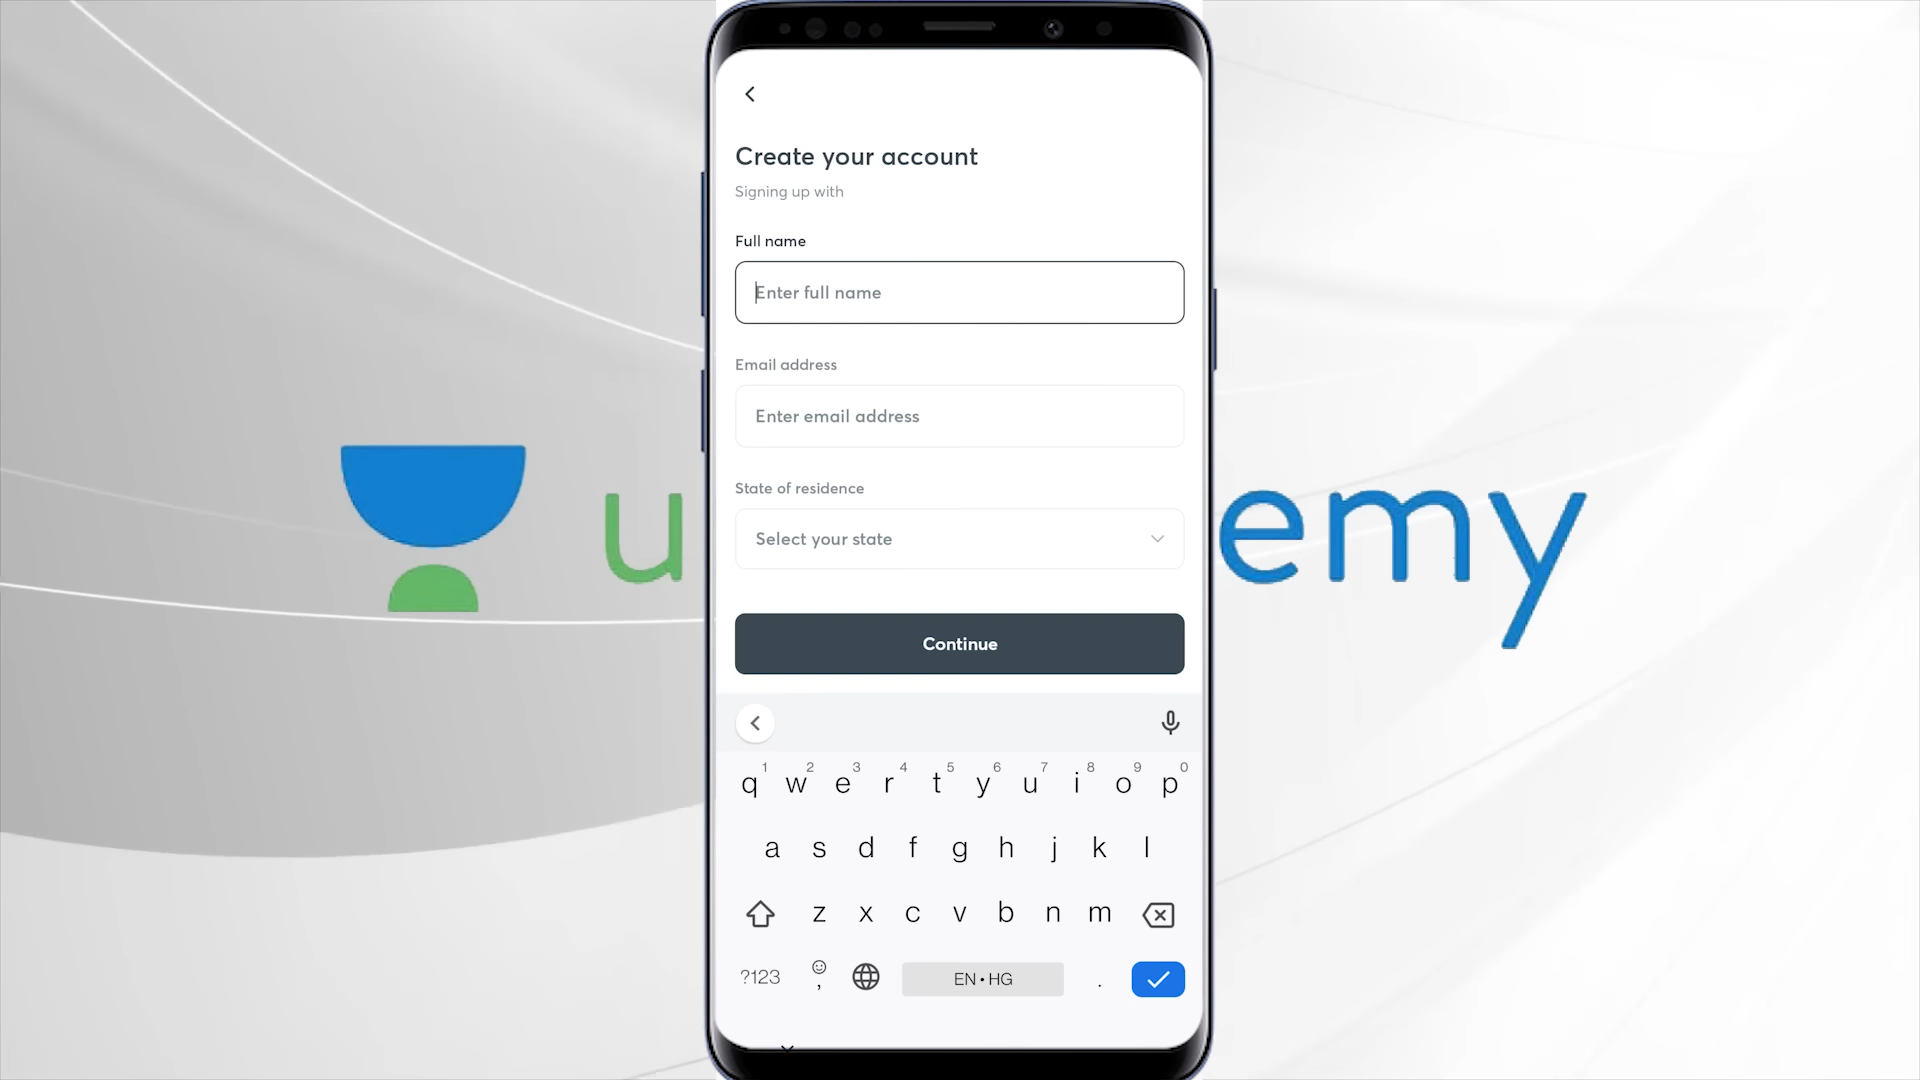 Create your account
Signing up with
Full name
Enter full name
Email address
Enter email address
State of residence
Select your state
u emy
Continue
1 2 3 4 5 6 7 8 9 0
q w e r t y u i o p
a s d f g h j k l
z x c v b n m
?123 , EN • HG .